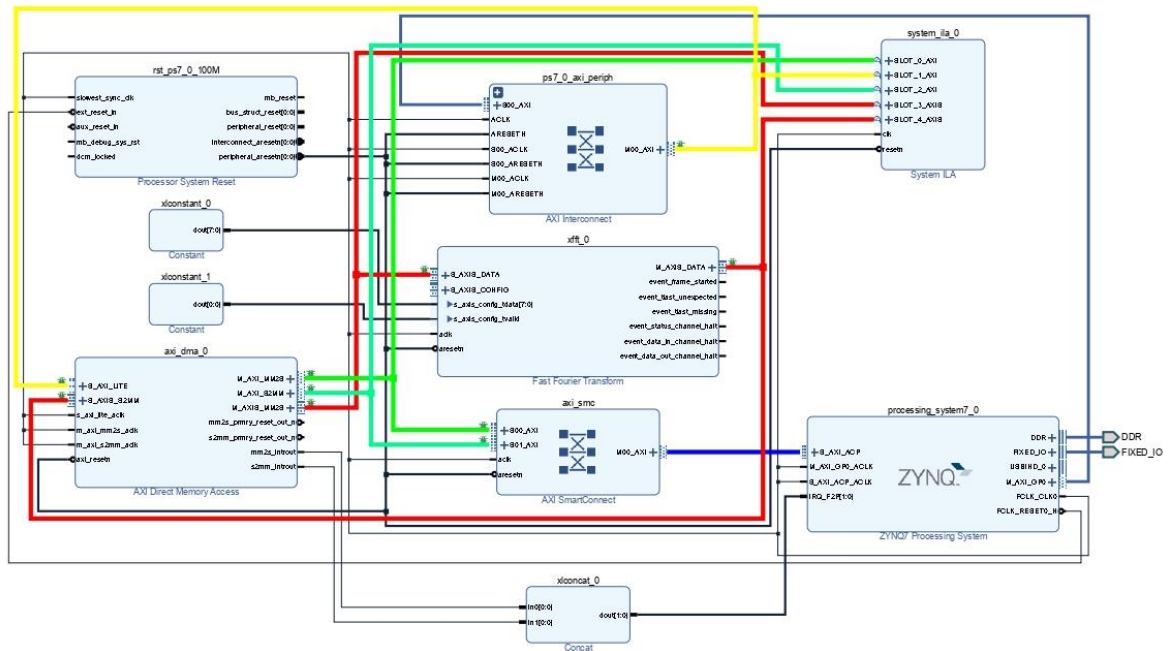 system_ila_0
SLOT_0_AXI
SLOT_1_AXI
SLOT_2_AXI
SLOT_3_AXIS
SLOT_4_AXIS
clk
resetn
System ILA
rst_ps7_0_100M
slowest_sync_clk
ext_reset_in
aux_reset_in
mb_debug_sys_rst
dcm_locked
mb_reset
bus_struct_reset[0:0]
peripheral_reset[0:0]
interconnect_aresetn[0:0]
peripheral_aresetn[0:0]
Processor System Reset
ps7_0_axi_periph
S00_AXI
ACLK
ARESETN
S00_ACLK
S00_ARESETN
M00_ACLK
M00_ARESETN
M00_AXI
AXI Interconnect
xlconstant_0
dout[7:0]
Constant
xlconstant_1
dout[0:0]
Constant
xfft_0
S_AXIS_DATA
S_AXIS_CONFIG
s_axis_config_tdata[7:0]
s_axis_config_tvalid
aclk
aresetn
M_AXIS_DATA
event_frame_started
event_tlast_unexpected
event_tlast_missing
event_status_channel_halt
event_data_in_channel_halt
event_data_out_channel_halt
Fast Fourier Transform
axi_dma_0
S_AXI_LITE
S_AXIS_S2MM
s_axi_lite_aclk
m_axi_mm2s_aclk
m_axi_s2mm_aclk
axi_resetn
M_AXI_MM2S
M_AXI_S2MM
M_AXIS_MM2S
mm2s_prmry_reset_out_n
s2mm_prmry_reset_out_n
mm2s_introut
s2mm_introut
AXI Direct Memory Access
axi_smc
S00_AXI
S01_AXI
aclk
aresetn
M00_AXI
AXI SmartConnect
processing_system7_0
S_AXI_ACP
M_AXI_GP0_ACLK
S_AXI_ACP_ACLK
IRQ_F2P[1:0]
ZYNQ
DDR
FIXED_IO
USBIND_0
M_AXI_GP0
FCLK_CLK0
FCLK_RESET0_N
ZYNQ7 Processing System
DDR
FIXED_IO
xlconcat_0
In0[0:0]
In1[0:0]
dout[1:0]
Concat